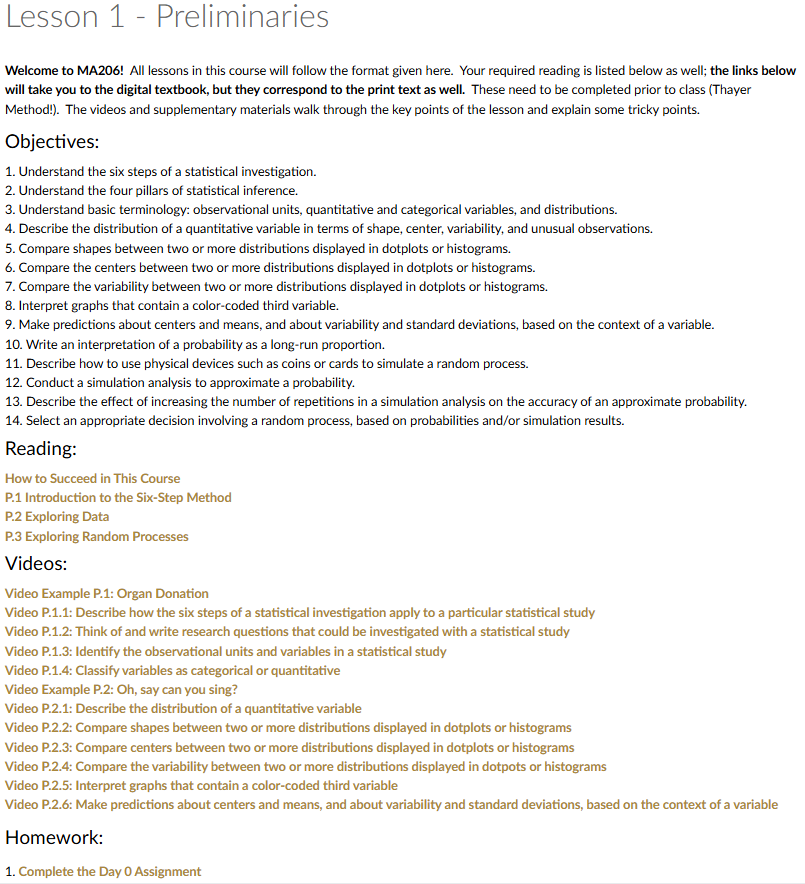 Lesson 1 - Preliminaries
Welcome to MA206! All lessons in this course will follow the format given here. Your required reading is listed below as well; the links below
will take you to the digital textbook, but they correspond to the print text as well. These need to be completed prior to class (Thayer
Method!). The videos and supplementary materials walk through the key points of the lesson and explain some tricky points.
Objectives:
1. Understand the six steps of a statistical investigation.
2. Understand the four pillars of statistical inference.
3. Understand basic terminology: observational units, quantitative and categorical variables, and distributions.
4. Describe the distribution of a quantitative variable in terms of shape, center, variability, and unusual observations.
5. Compare shapes between two or more distributions displayed in dotplots or histograms.
6. Compare the centers between two or more distributions displayed in dotplots or histograms.
7. Compare the variability between two or more distributions displayed in dotplots or histograms.
8. Interpret graphs that contain a color-coded third variable.
9. Make predictions about centers and means, and about variability and standard deviations, based on the context of a variable.
10. Write an interpretation of a probability as a long-run proportion.
11. Describe how to use physical devices such as coins or cards to simulate a random process.
12. Conduct a simulation analysis to approximate a probability.
13. Describe the effect of increasing the number of repetitions in a simulation analysis on the accuracy of an approximate probability.
14. Select an appropriate decision involving a random process, based on probabilities and/or simulation results.
Reading:
How to Succeed in This Course
P.1 Introduction to the Six-Step Method
P.2 Exploring Data
P.3 Exploring Random Processes
Videos:
Video Example P.1: Organ Donation
Video P.1.1: Describe how the six steps of a statistical investigation apply to a particular statistical study
Video P.1.2: Think of and write research questions that could be investigated with a statistical study
Video P.1.3: Identify the observational units and variables in a statistical study
Video P.1.4: Classify variables as categorical or quantitative
Video Example P.2: Oh, say can you sing?
Video P.2.1: Describe the distribution of a quantitative variable
Video P.2.2: Compare shapes between two or more distributions displayed in dotplots or histograms
Video P.2.3: Compare centers between two or more distributions displayed in dotplots or histograms
Video P.2.4: Compare the variability between two or more distributions displayed in dotpots or histograms
Video P.2.5: Interpret graphs that contain a color-coded third variable
Video P.2.6: Make predictions about centers and means, and about variability and standard deviations, based on the context of a variable
Homework:
1. Complete the Day 0 Assignment